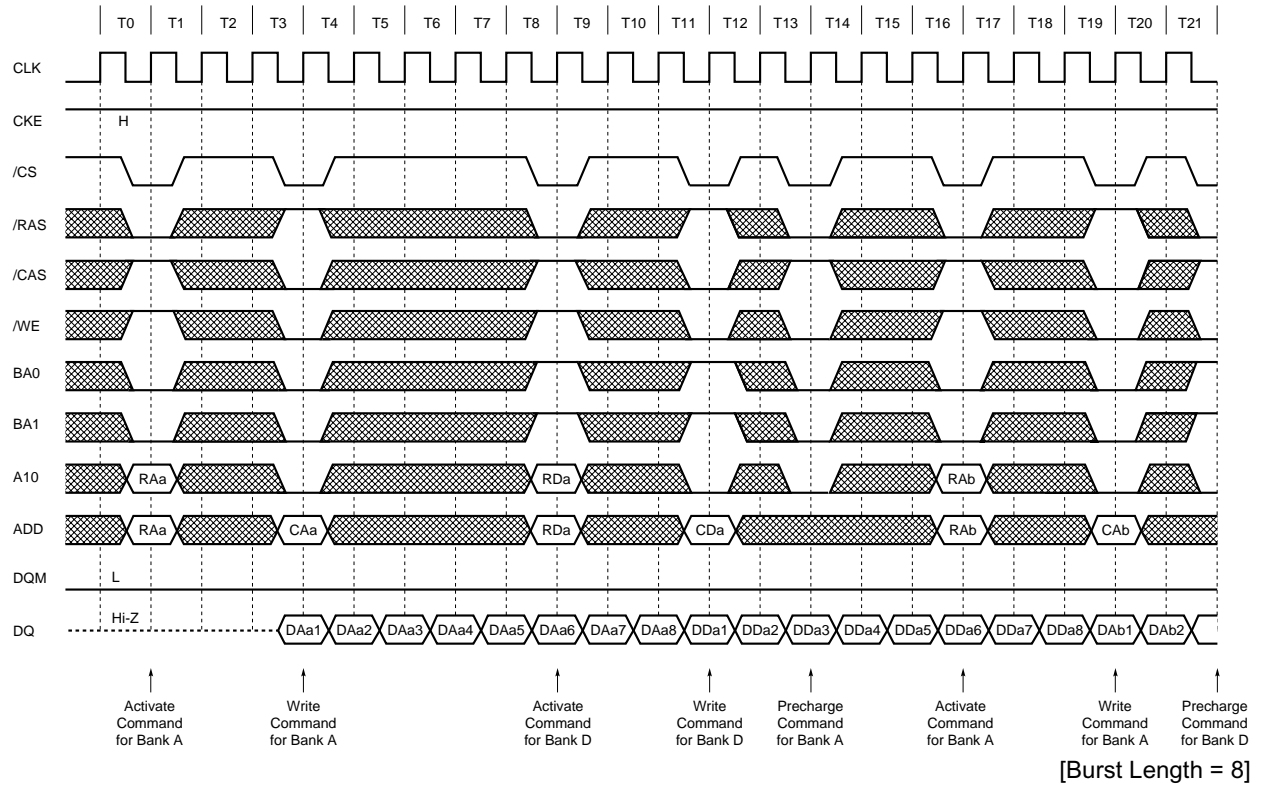 T0 T1 T2 T3 T4 T5 T6 T7 T8 T9 T10 T11 T12 T13 T14 T15 T16 T17 T18 T19 T20 T21
CLK
CKE H
/CS
/RAS
/CAS
/WE
BA0
BA1
A10 RAa RDa RAb
ADD RAa CAa RDa CDa RAb CAb
DQM L
Hi-Z
DQ DAa1 DAa2 DAa3 DAa4 DAa5 DAa6 DAa7 DAa8 DDa1 DDa2 DDa3 DDa4 DDa5 DDa6 DDa7 DDa8 DAb1 DAb2
Activate Write Activate Write Precharge Activate Write Precharge
Command Command Command Command Command Command Command Command
for Bank A for Bank A for Bank D for Bank D for Bank A for Bank A for Bank A for Bank D
[Burst Length = 8]